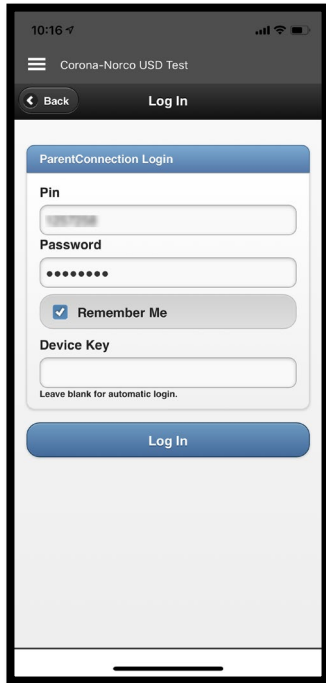 10:16
Corona-Norco USD Test
Back
Log In
ParentConnection Login
Pin
Password
Remember Me
Device Key
Leave blank for automatic login.
Log In